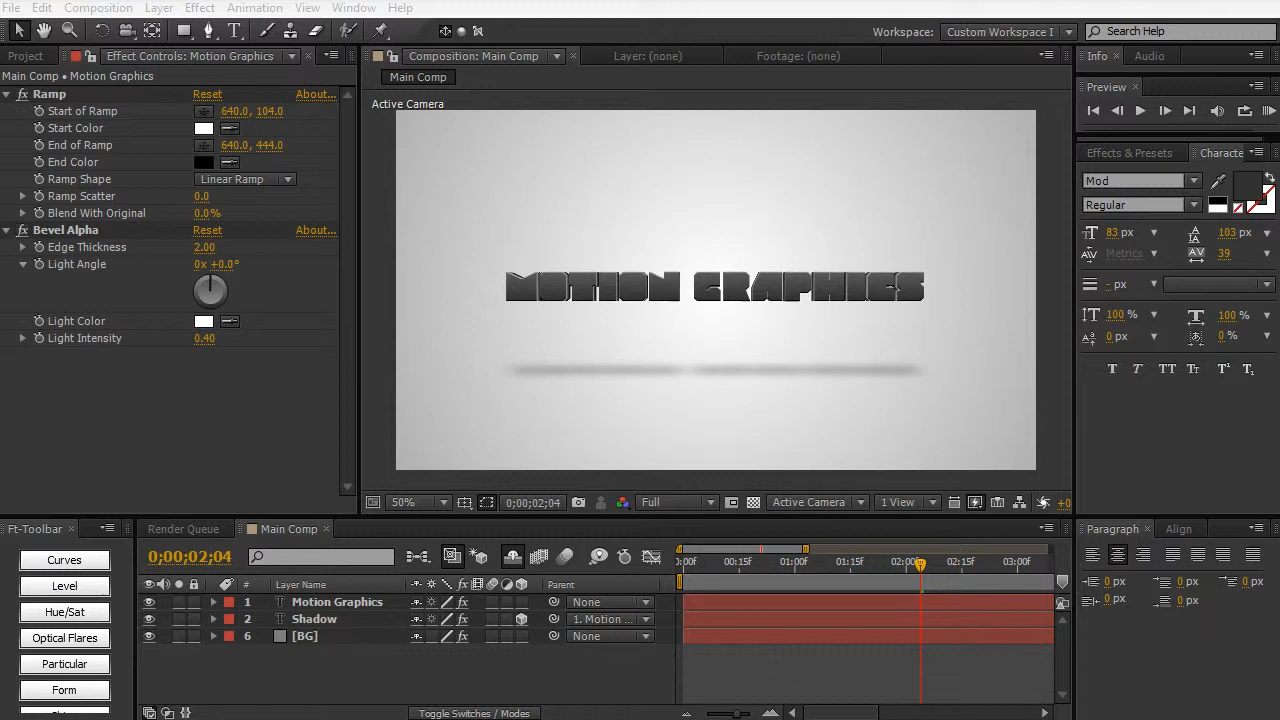 File Edit Composition Layer Effect Animation View Window Help
Workspace: Custom Workspace I Search Help
Project Effect Controls: Motion Graphics Composition: Main Comp Layer: (none) Footage: (none) Info Audio
Main Comp • Motion Graphics Main Comp Preview
Ramp Reset About...
Active Camera
Start of Ramp 640.0, 104.0
Start Color
End of Ramp 640.0, 444.0
End Color
Ramp Shape Linear Ramp
Ramp Scatter 0.0
Blend With Original 0.0%
Bevel Alpha Reset About...
Edge Thickness 2.00
Light Angle 0x +0.0°
Light Color
Light Intensity 0.40
MOTION GRAPHICS
Effects & Presets Characte
Mod
Regular
83 px 103 px
Metrics 39
- px
100 % 100 %
0 px 0 %
T T TT Tr T¹ T₁
50% 0;00;02;04 Full Active Camera 1 View +0
Ft-Toolbar Render Queue Main Comp Paragraph Align
Curves
Level
Hue/Sat
Optical Flares
Particular
Form
0;00;02;04
0:00f 00:15f 01:00f 01:15f 02:00f 02:15f 03:00f
# Layer Name Parent
1 T Motion Graphics fx None
2 T Shadow fx 1. Motion ...
6 [BG] fx None
Toggle Switches / Modes
0 px 0 px 0 px
0 px 0 px